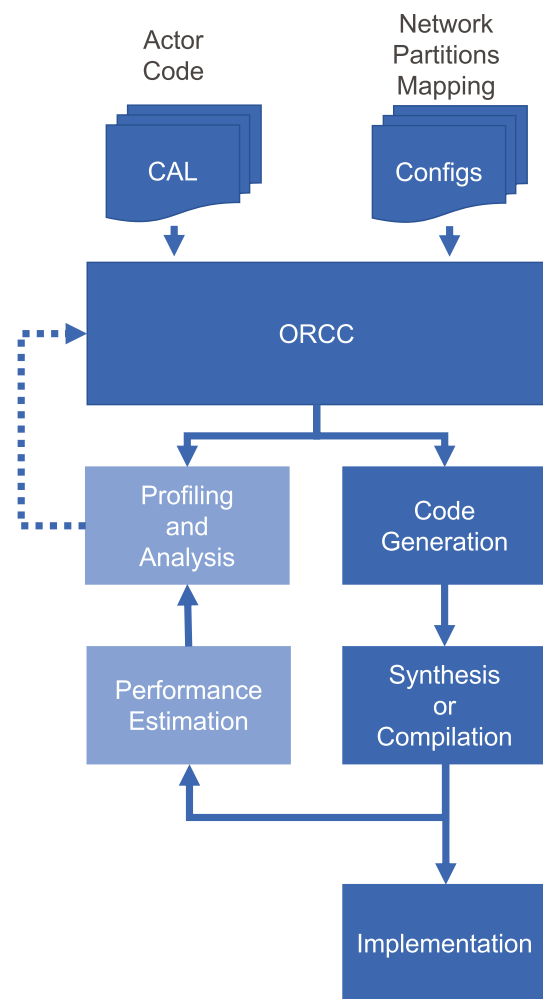 Actor
Code
Network
Partitions
Mapping
CAL
Configs
ORCC
Profiling
and
Analysis
Code
Generation
Performance
Estimation
Synthesis
or
Compilation
Implementation